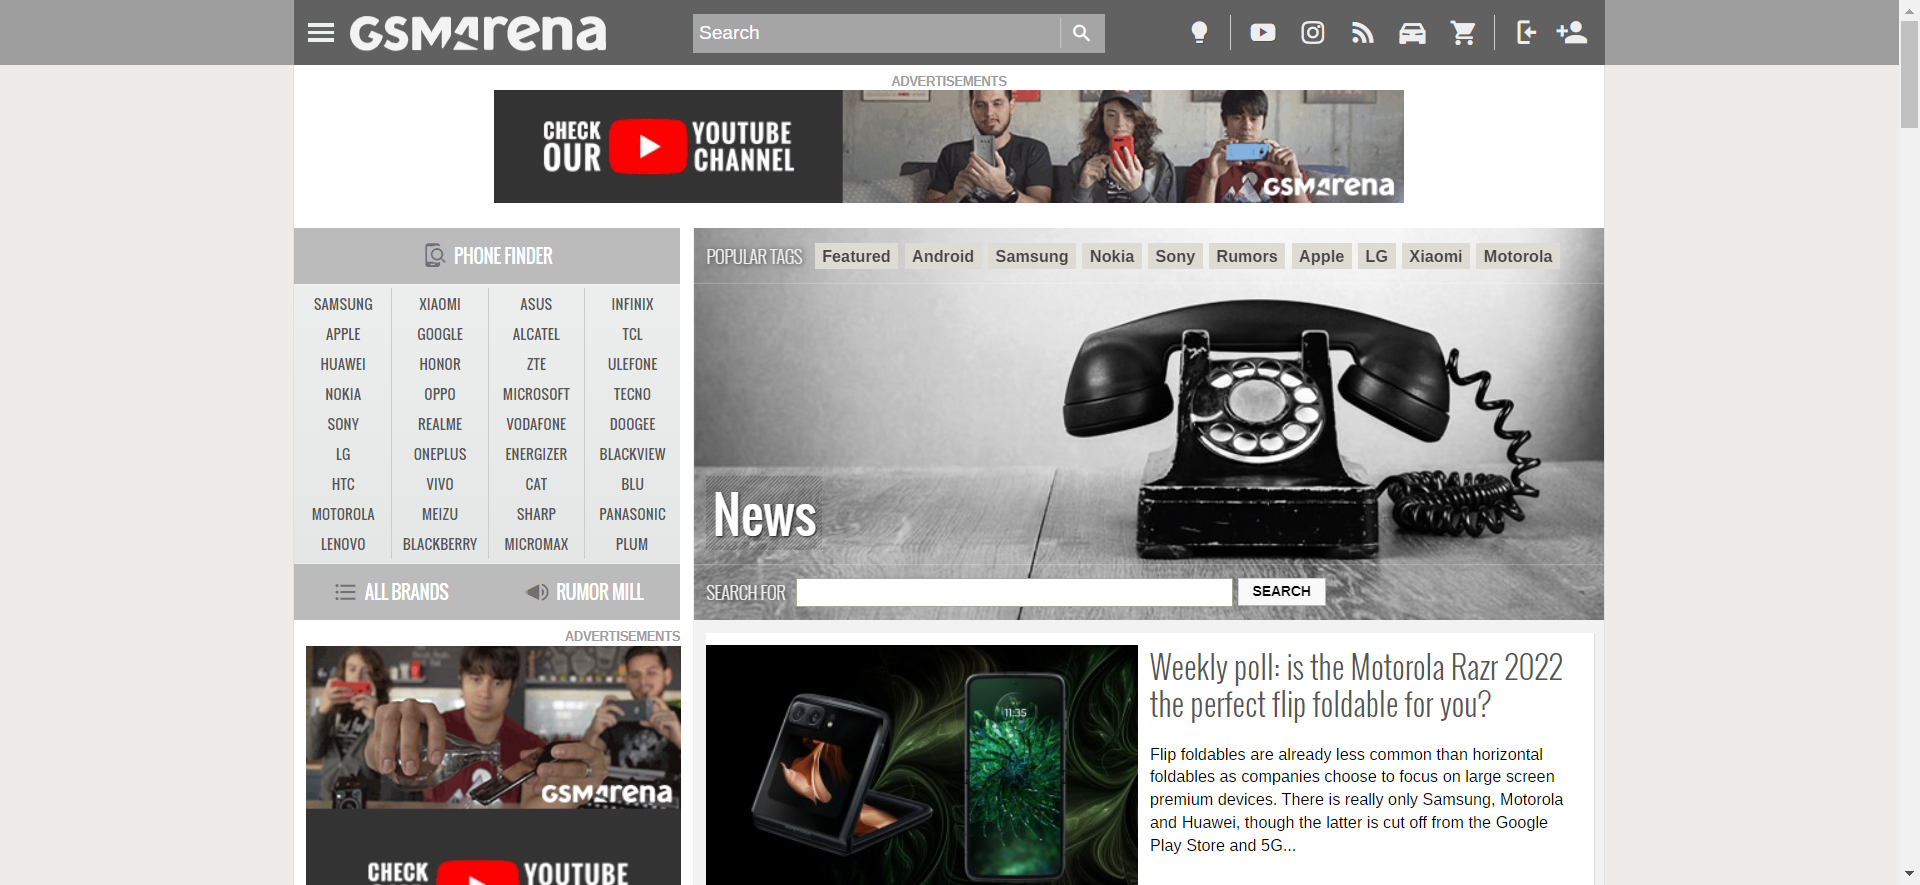 GSMArena
Search
ADVERTISEMENTS
CHECK OUR YOUTUBE CHANNEL
GSMArena
PHONE FINDER
SAMSUNG XIAOMI ASUS INFINIX
APPLE GOOGLE ALCATEL TCL
HUAWEI HONOR ZTE ULEFONE
NOKIA OPPO MICROSOFT TECNO
SONY REALME VODAFONE DOOGEE
LG ONEPLUS ENERGIZER BLACKVIEW
HTC VIVO CAT BLU
MOTOROLA MEIZU SHARP PANASONIC
LENOVO BLACKBERRY MICROMAX PLUM
ALL BRANDS RUMOR MILL
POPULAR TAGS Featured Android Samsung Nokia Sony Rumors Apple LG Xiaomi Motorola
News
SEARCH FOR SEARCH
ADVERTISEMENTS
GSMArena
CHECK YOUTUBE
11:35
Weekly poll: is the Motorola Razr 2022
the perfect flip foldable for you?
Flip foldables are already less common than horizontal
foldables as companies choose to focus on large screen
premium devices. There is really only Samsung, Motorola
and Huawei, though the latter is cut off from the Google
Play Store and 5G...